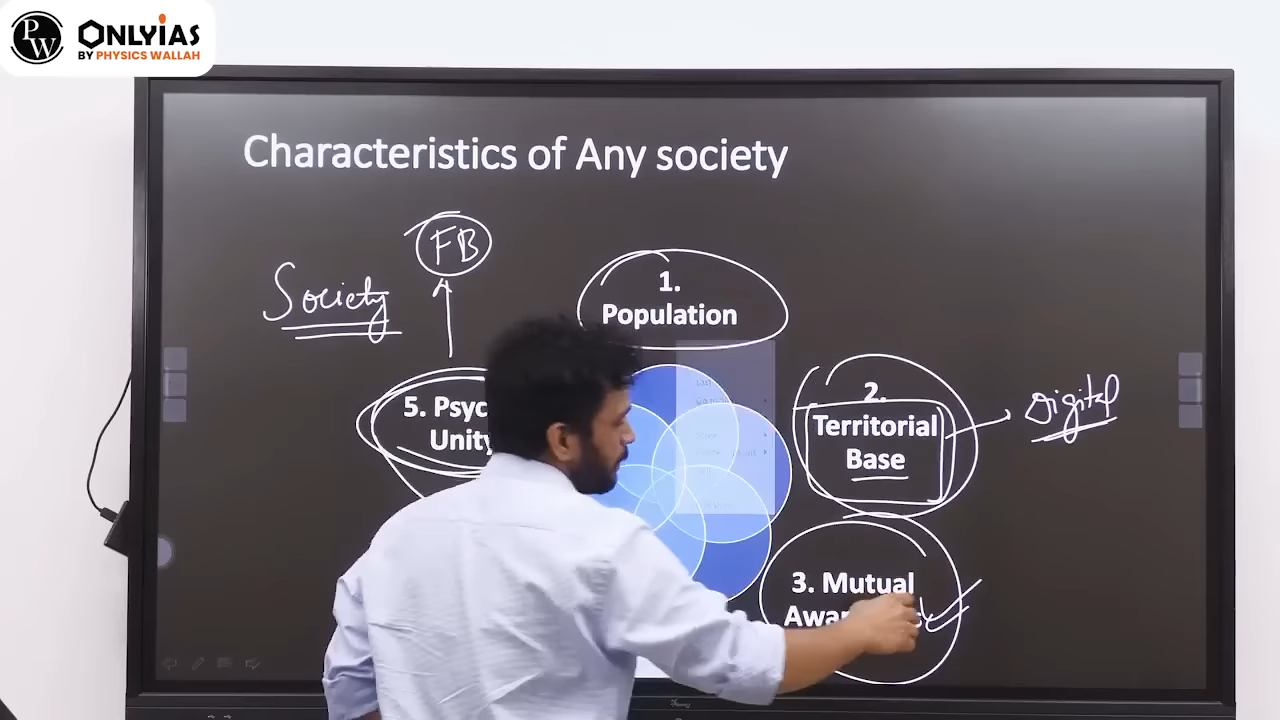 PW
ONLYIAS
BY PHYSICS WALLAH
Characteristics of Any society
FB
Society
1.
Population
5. Psyc
Unity
2.
Territorial
Base
Digital
3. Mutual